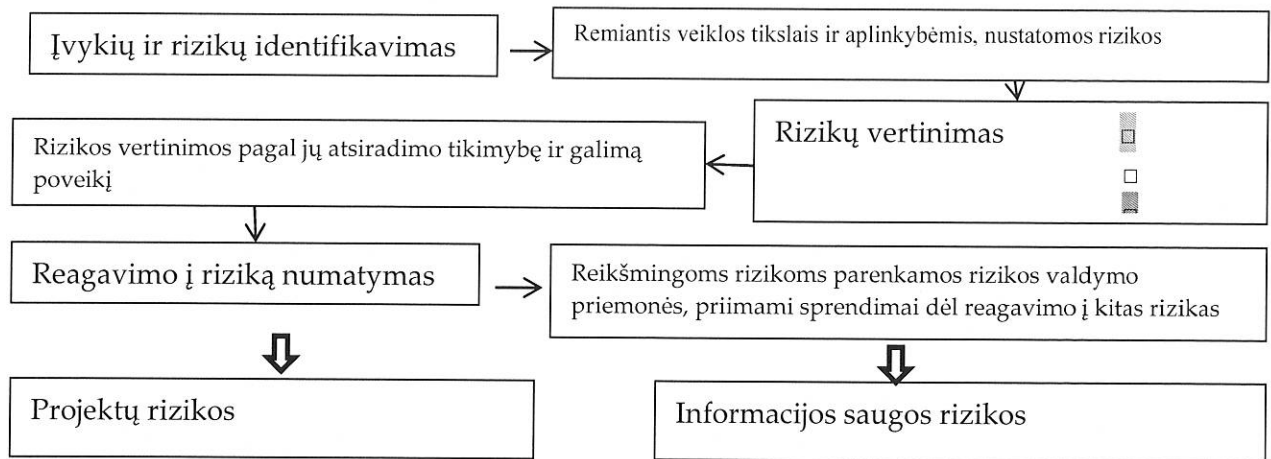 Įvykių ir rizikų identifikavimas
Remiantis veiklos tikslais ir aplinkybėmis, nustatomos rizikos
Rizikų vertinimas
Rizikos vertinimos pagal jų atsiradimo tikimybę ir galimą
poveikį
Reagavimo į riziką numatymas
Reikšmingoms rizikoms parenkamos rizikos valdymo
priemonės, priimami sprendimai dėl reagavimo į kitas rizikas
Projektų rizikos
Informacijos saugos rizikos